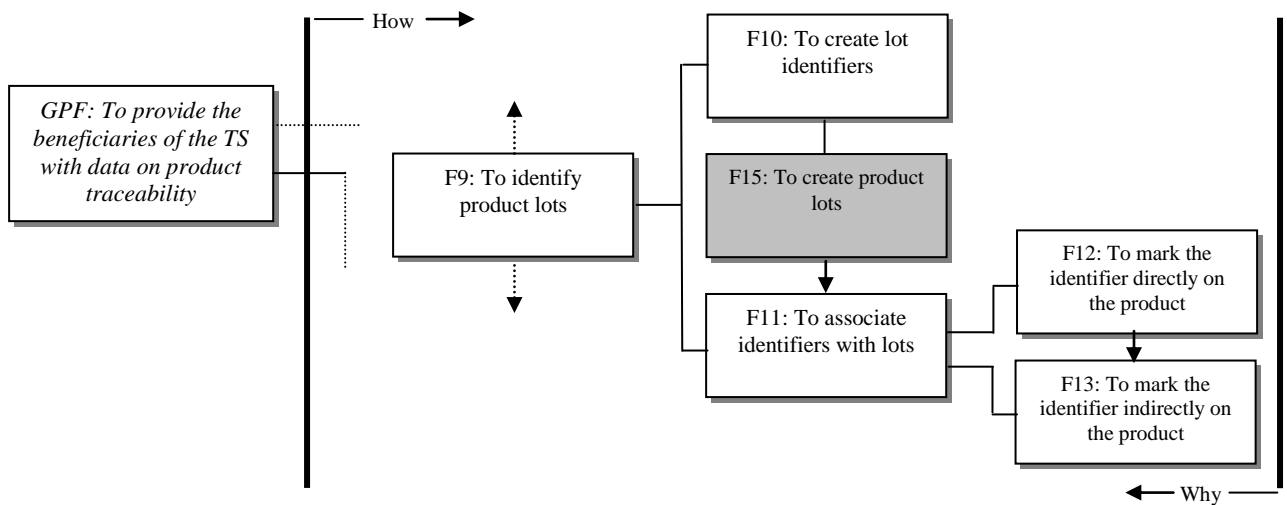 How
GPF: To provide the
beneficiaries of the TS
with data on product
traceability
F9: To identify
product lots
F10: To create lot
identifiers
F15: To create product
lots
F11: To associate
identifiers with lots
F12: To mark the
identifier directly on
the product
F13: To mark the
identifier indirectly on
the product
Why